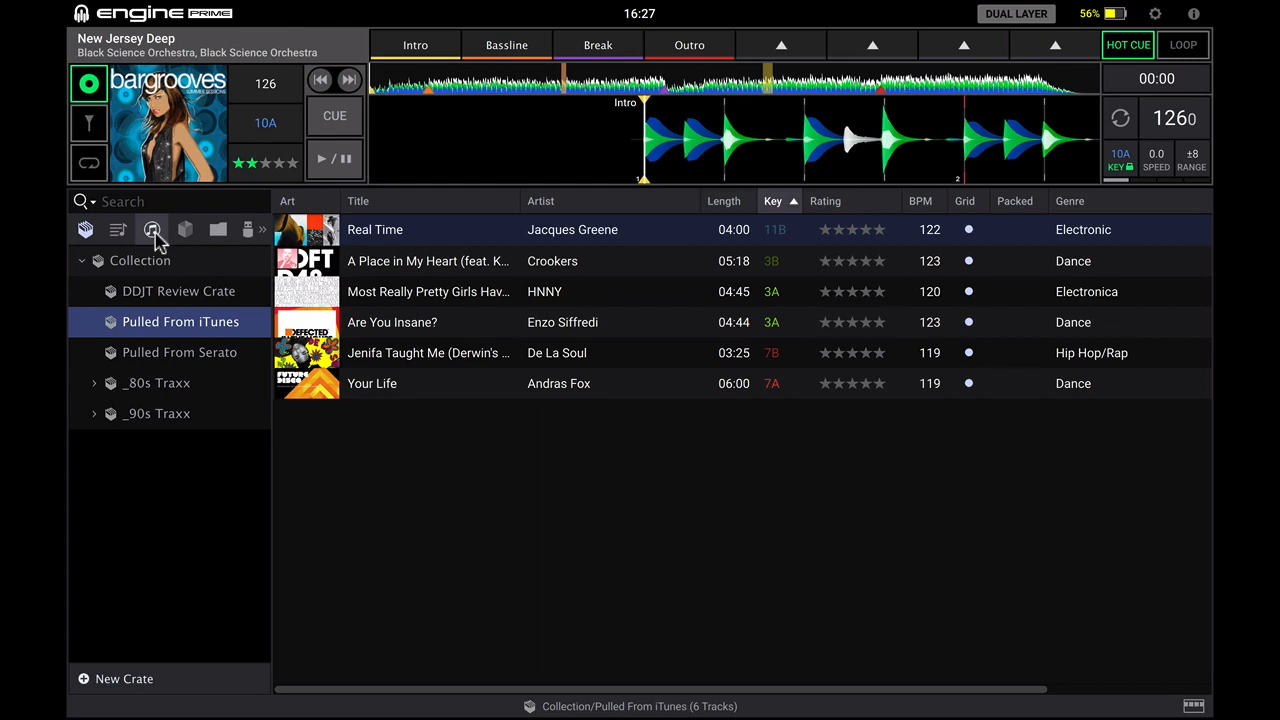 engine PRIME
16:27
DUAL LAYER
56%
New Jersey Deep
Black Science Orchestra, Black Science Orchestra
Intro
Bassline
Break
Outro
HOT CUE
LOOP
bargrooves
SUMMER SESSIONS
126
10A
CUE
Intro
1
2
00:00
1260
10A
KEY
0.0
SPEED
±8
RANGE
Search
Art Title Artist Length Key Rating BPM Grid Packed Genre
Collection
DDJT Review Crate
Pulled From iTunes
Pulled From Serato
_80s Traxx
_90s Traxx
Real Time Jacques Greene 04:00 11B 122 Electronic
A Place in My Heart (feat. K... Crookers 05:18 3B 123 Dance
Most Really Pretty Girls Hav... HNNY 04:45 3A 120 Electronica
Are You Insane? Enzo Siffredi 04:44 3A 123 Dance
Jenifa Taught Me (Derwin's ... De La Soul 03:25 7B 119 Hip Hop/Rap
Your Life Andras Fox 06:00 7A 119 Dance
New Crate
Collection/Pulled From iTunes (6 Tracks)